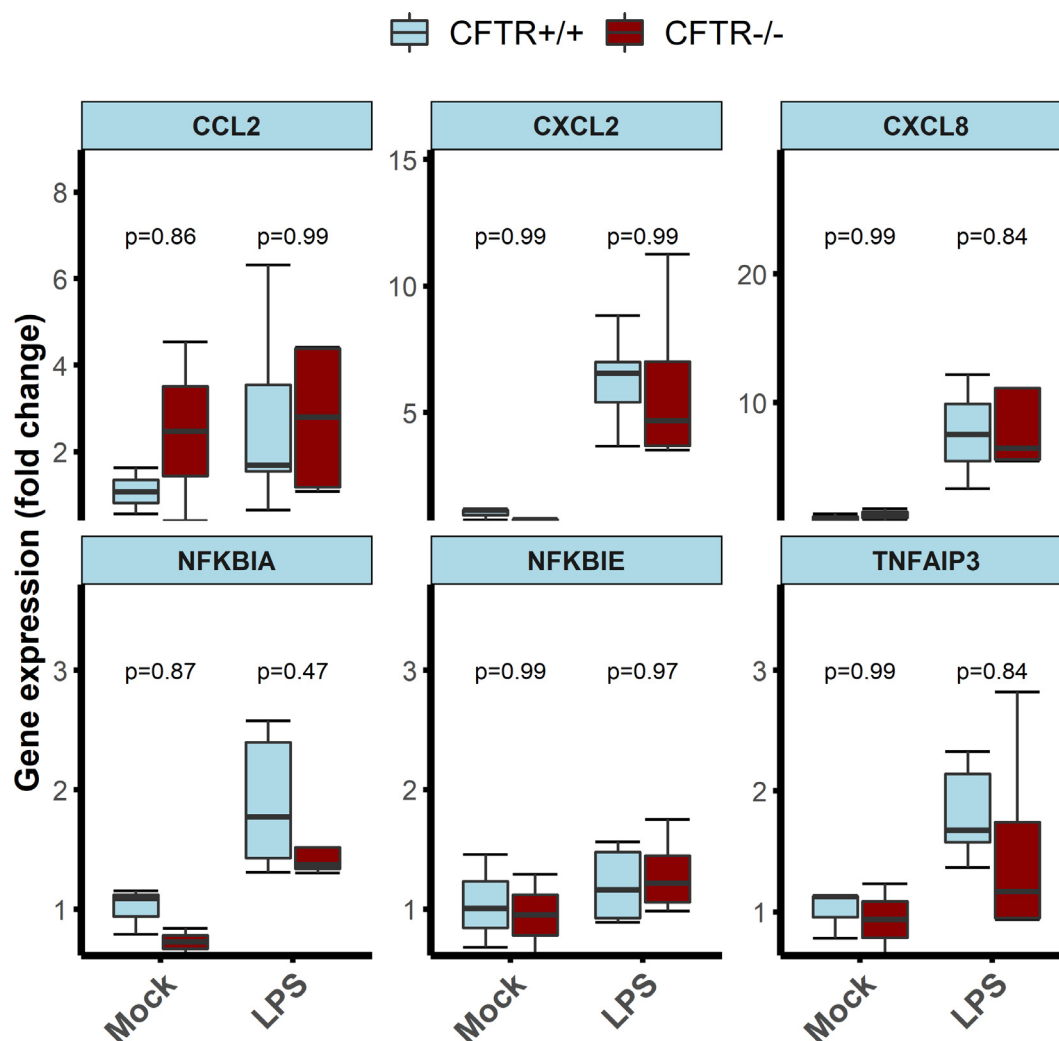 CFTR+/+ CFTR-/-
CCL2 CXCL2 CXCL8
Gene expression (fold change)
8
6
4
2
p=0.86 p=0.99
15
10
5
p=0.99 p=0.99
20
10
p=0.99 p=0.84
NFKBIA NFKBIE TNFAIP3
3
2
1
p=0.87 p=0.47
3
2
1
p=0.99 p=0.97
3
2
1
p=0.99 p=0.84
Mock LPS Mock LPS Mock LPS